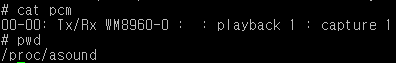 # cat pcm
00-00: Tx/Rx WM8960-0 :  : playback 1 : capture 1
# pwd
/proc/asound